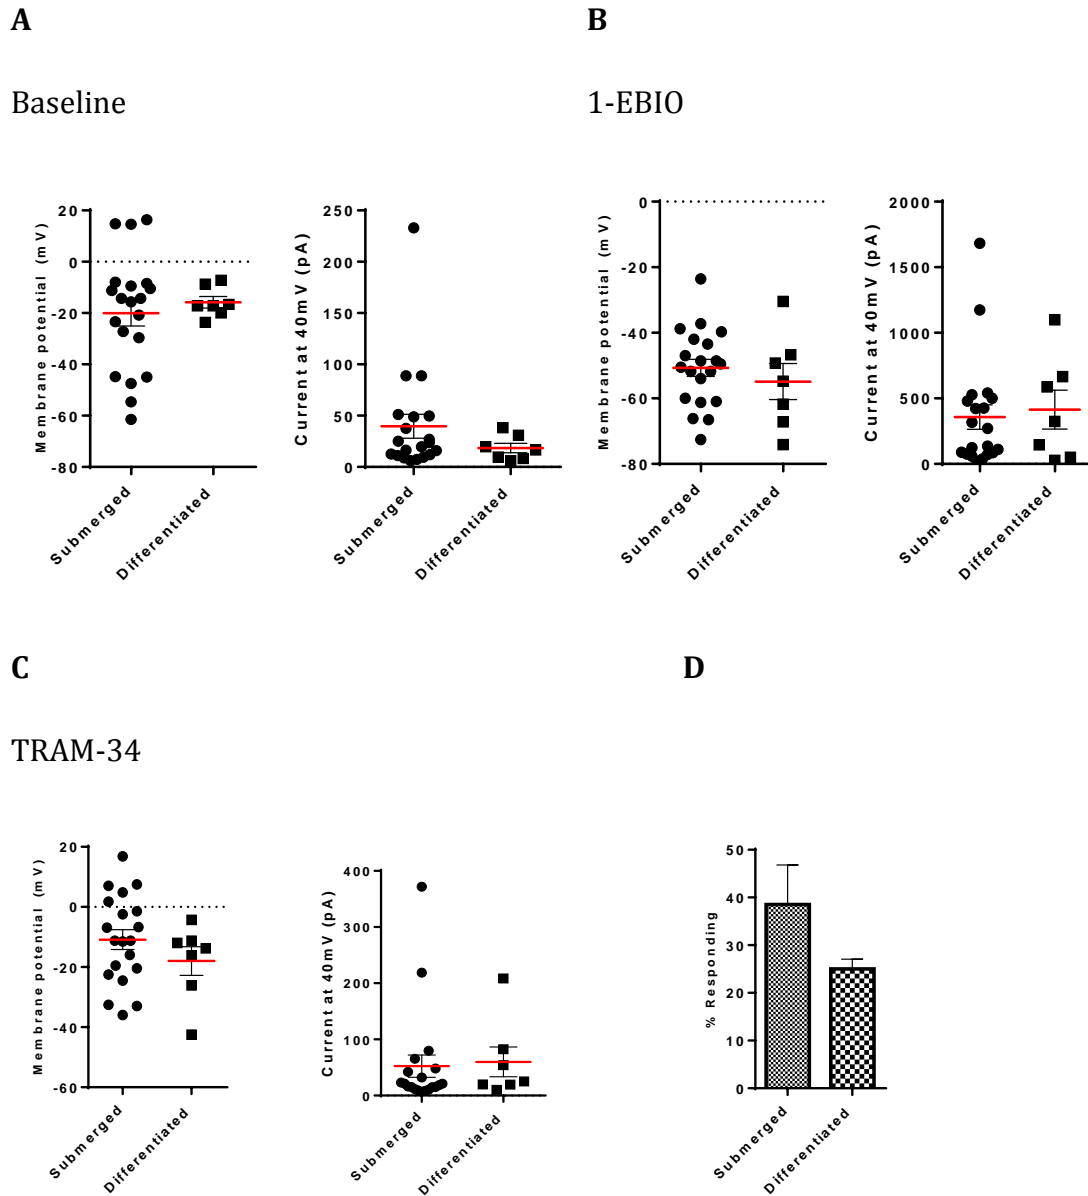 A
B
Baseline
1-EBIO
Membrane potential (mV)
20
0
-20
-40
-60
-80
Submerged
Differentiated
Current at 40mV (pA)
250
200
150
100
50
0
Submerged
Differentiated
Membrane potential (mV)
0
-20
-40
-60
-80
Submerged
Differentiated
Current at 40mV (pA)
2000
1500
1000
500
0
Submerged
Differentiated
C
D
TRAM-34
Membrane potential (mV)
20
0
-20
-40
-60
Submerged
Differentiated
Current at 40mV (pA)
400
300
200
100
0
Submerged
Differentiated
% Responding
50
40
30
20
10
0
Submerged
Differentiated